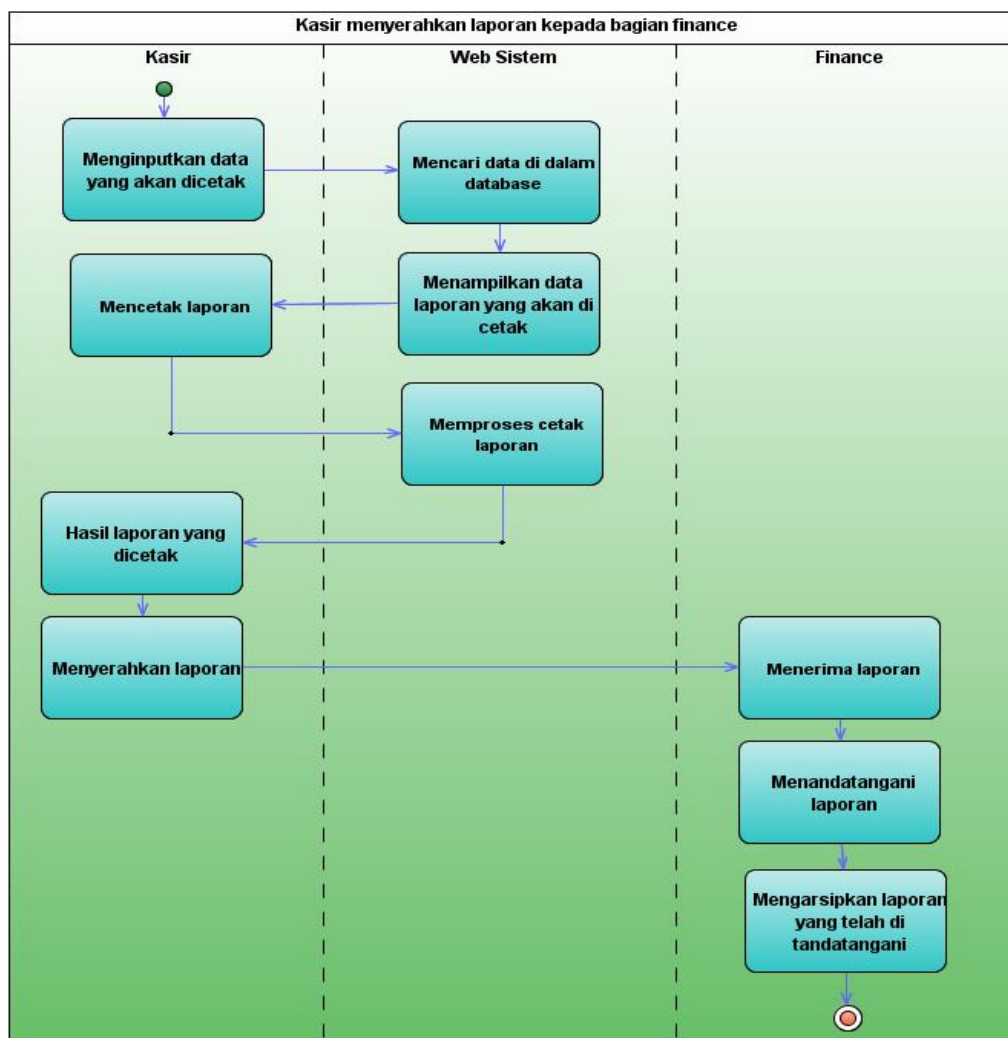 Kasir menyerahkan laporan kepada bagian finance
Kasir
Web Sistem
Finance
Menginputkan data
yang akan dicetak
Mencari data di dalam
database
Mencetak laporan
Menampilkan data
laporan yang akan di
cetak
Memproses cetak
laporan
Hasil laporan yang
dicetak
Menyerahkan laporan
Menerima laporan
Menandatangani
laporan
Mengarsipkan laporan
yang telah di
tandatangani